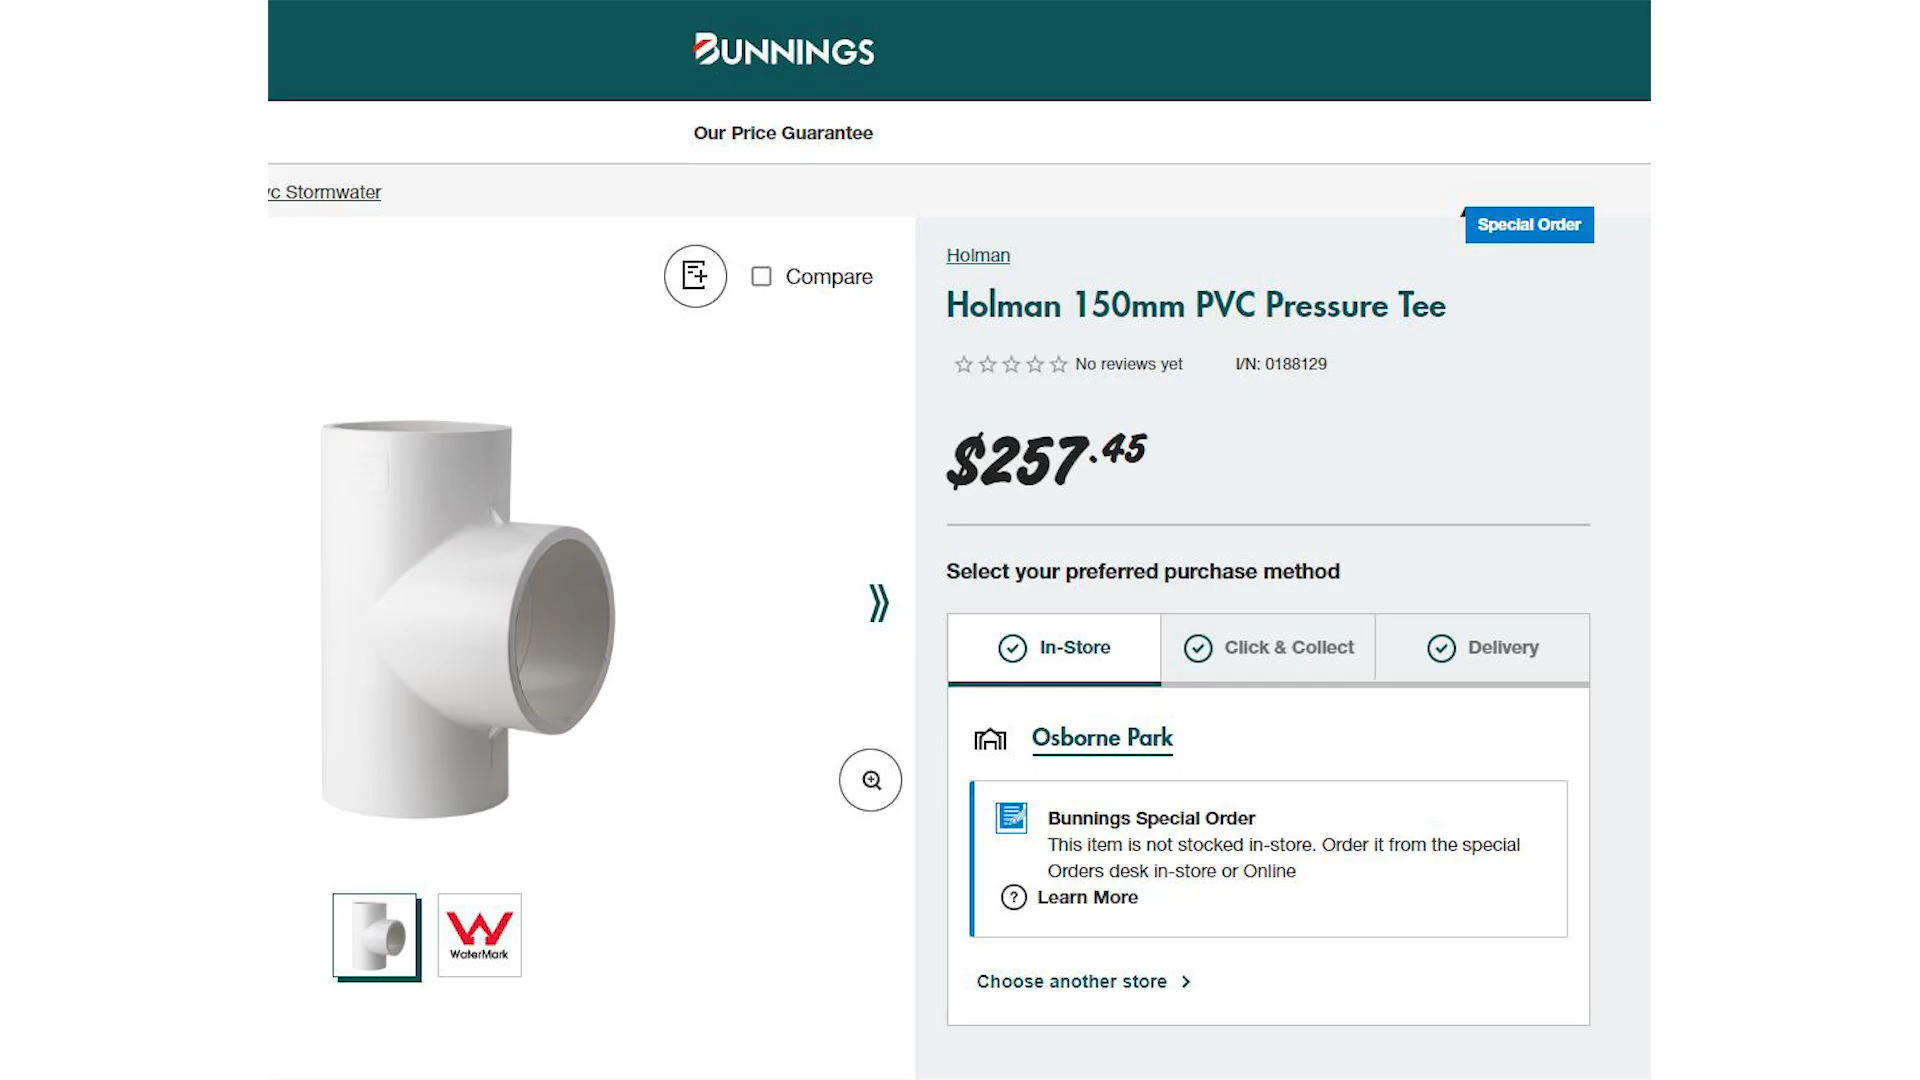 BUNNINGS
Our Price Guarantee
vc Stormwater
Special Order
Compare
Holman
Holman 150mm PVC Pressure Tee
No reviews yet
I/N: 0188129
$257.45
Select your preferred purchase method
In-Store
Click & Collect
Delivery
Osborne Park
Bunnings Special Order
This item is not stocked in-store. Order it from the special
Orders desk in-store or Online
? Learn More
WaterMark
Choose another store